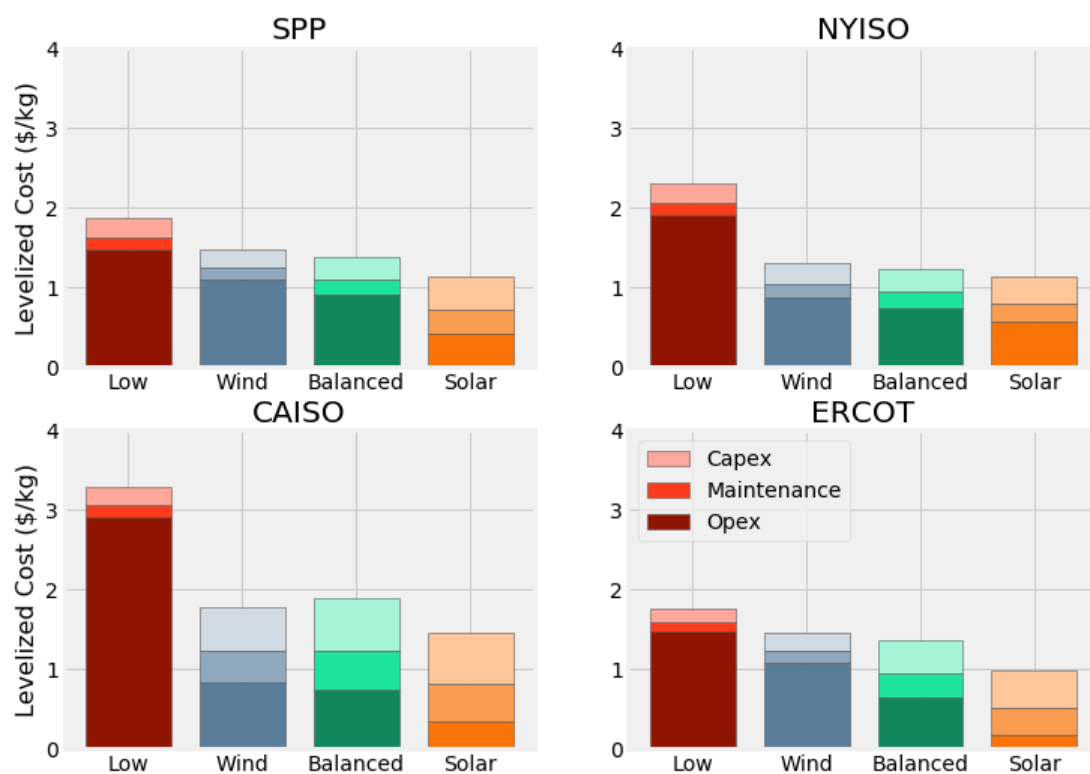 SPP
Levelized Cost ($/kg)
4
3
2
1
0
Low Wind Balanced Solar
NYISO
4
3
2
1
0
Low Wind Balanced Solar
CAISO
Levelized Cost ($/kg)
4
3
2
1
0
Low Wind Balanced Solar
ERCOT
4
3
2
1
0
Capex
Maintenance
Opex
Low Wind Balanced Solar